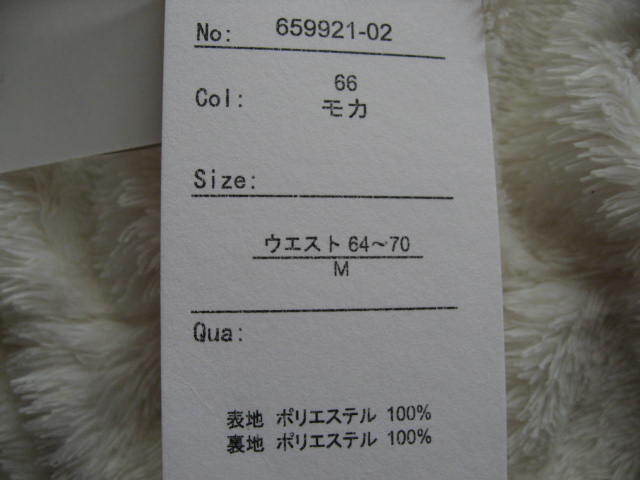 No: 659921-02
66
Col: モカ
Size:
ウエスト 64～70
M
Qua:
表地 ポリエステル 100%
裏地 ポリエステル 100%